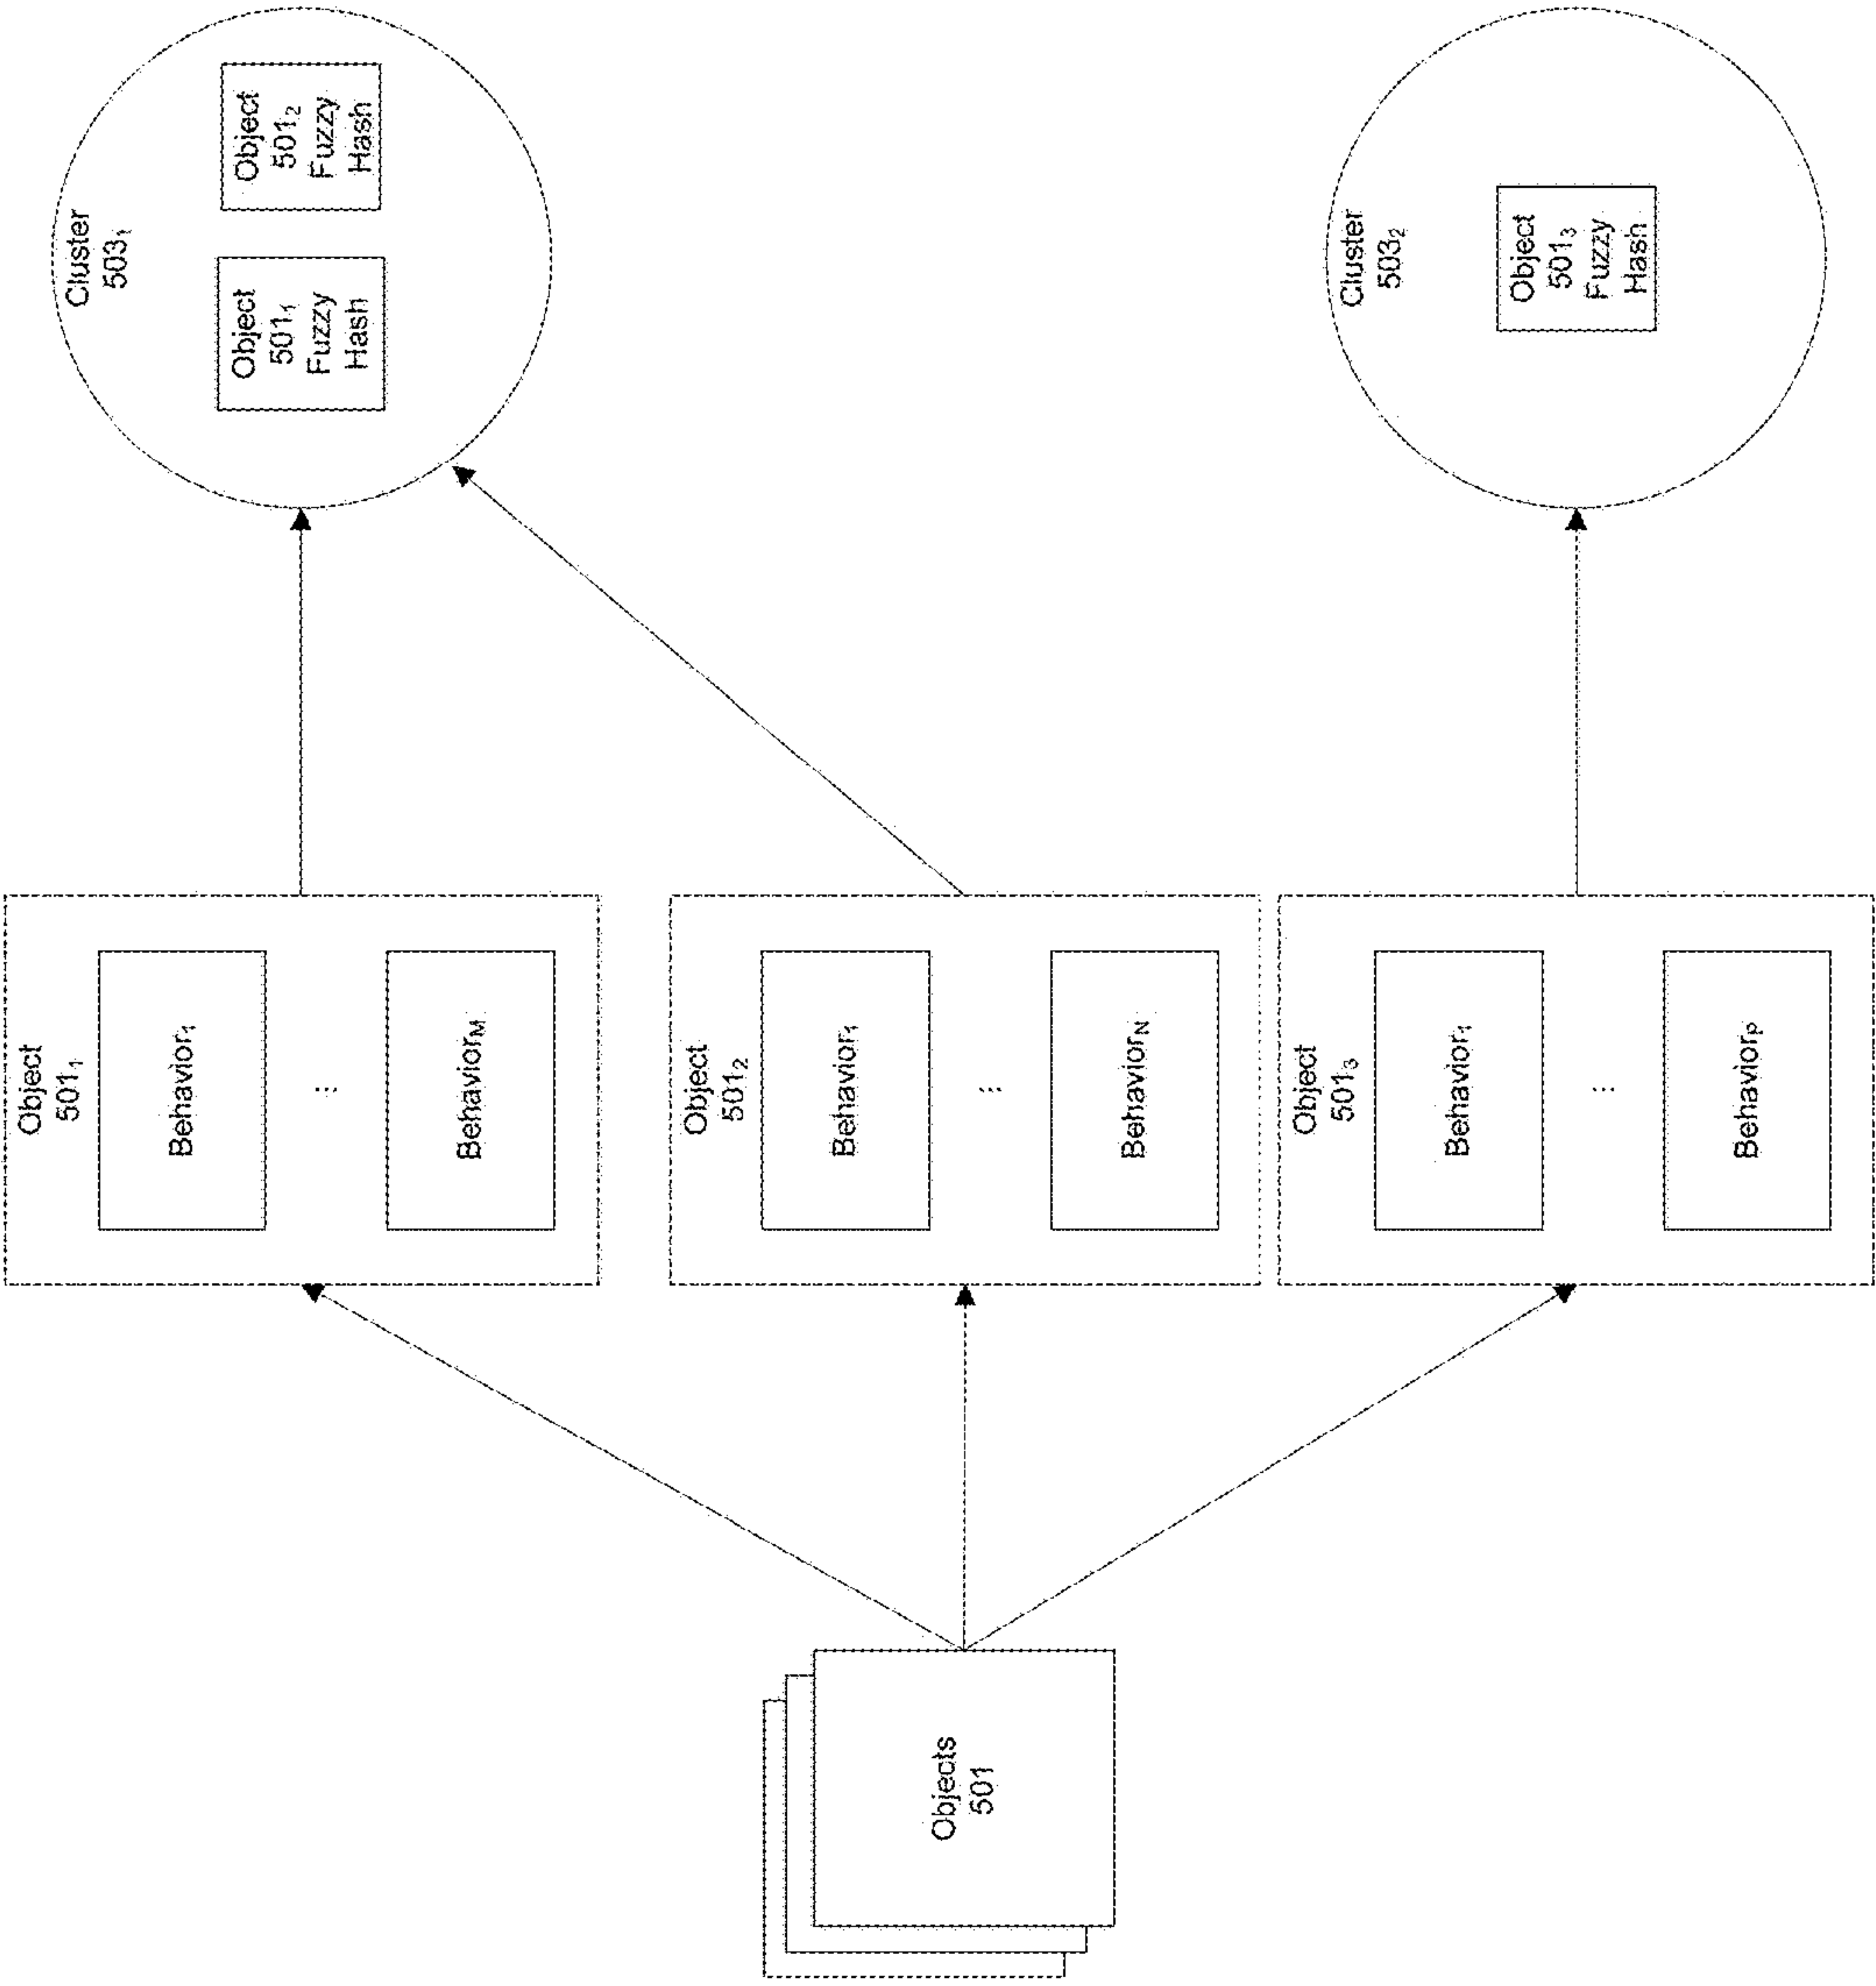 Objects
501
Object
501₁
Behavior₁
...
Behavior_M
Object
501₂
Behavior₁
...
Behavior_N
Object
501₃
Behavior₁
...
Behavior_P
Cluster
503₁
Object
501₁
Fuzzy
Hash
Object
501₂
Fuzzy
Hash
Cluster
503₂
Object
501₃
Fuzzy
Hash